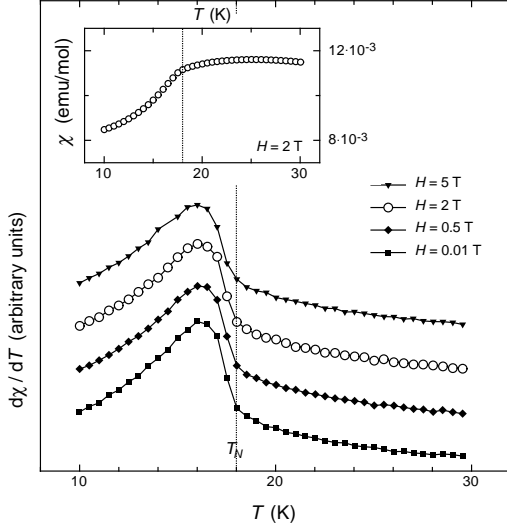 T (K)
χ (emu/mol)
12·10⁻³
8·10⁻³
H = 2 T
10 20 30
H = 5 T
H = 2 T
H = 0.5 T
H = 0.01 T
dχ / dT (arbitrary units)
T_N
10 20 30
T (K)